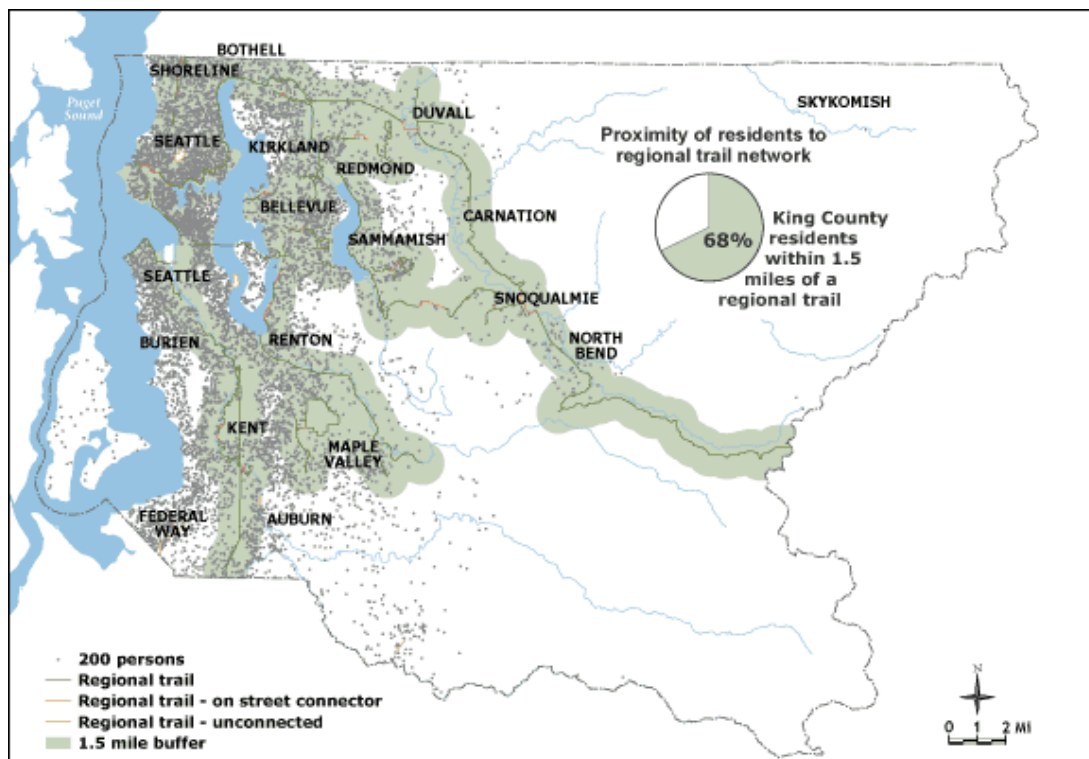 BOTHELL
SHORELINE
Puget
Sound
SKYKOMISH
DUVALL
SEATTLE
KIRKLAND
Proximity of residents to
regional trail network
REDMOND
BELLEVUE
CARNATION
68%
King County
residents
within 1.5
miles of a
regional trail
SAMMAMISH
SEATTLE
SNOQUALMIE
BURIEN
RENTON
NORTH
BEND
KENT
MAPLE
VALLEY
FEDERAL
WAY
AUBURN
200 persons
Regional trail
Regional trail - on street connector
Regional trail - unconnected
1.5 mile buffer
N
0 1 2 MI